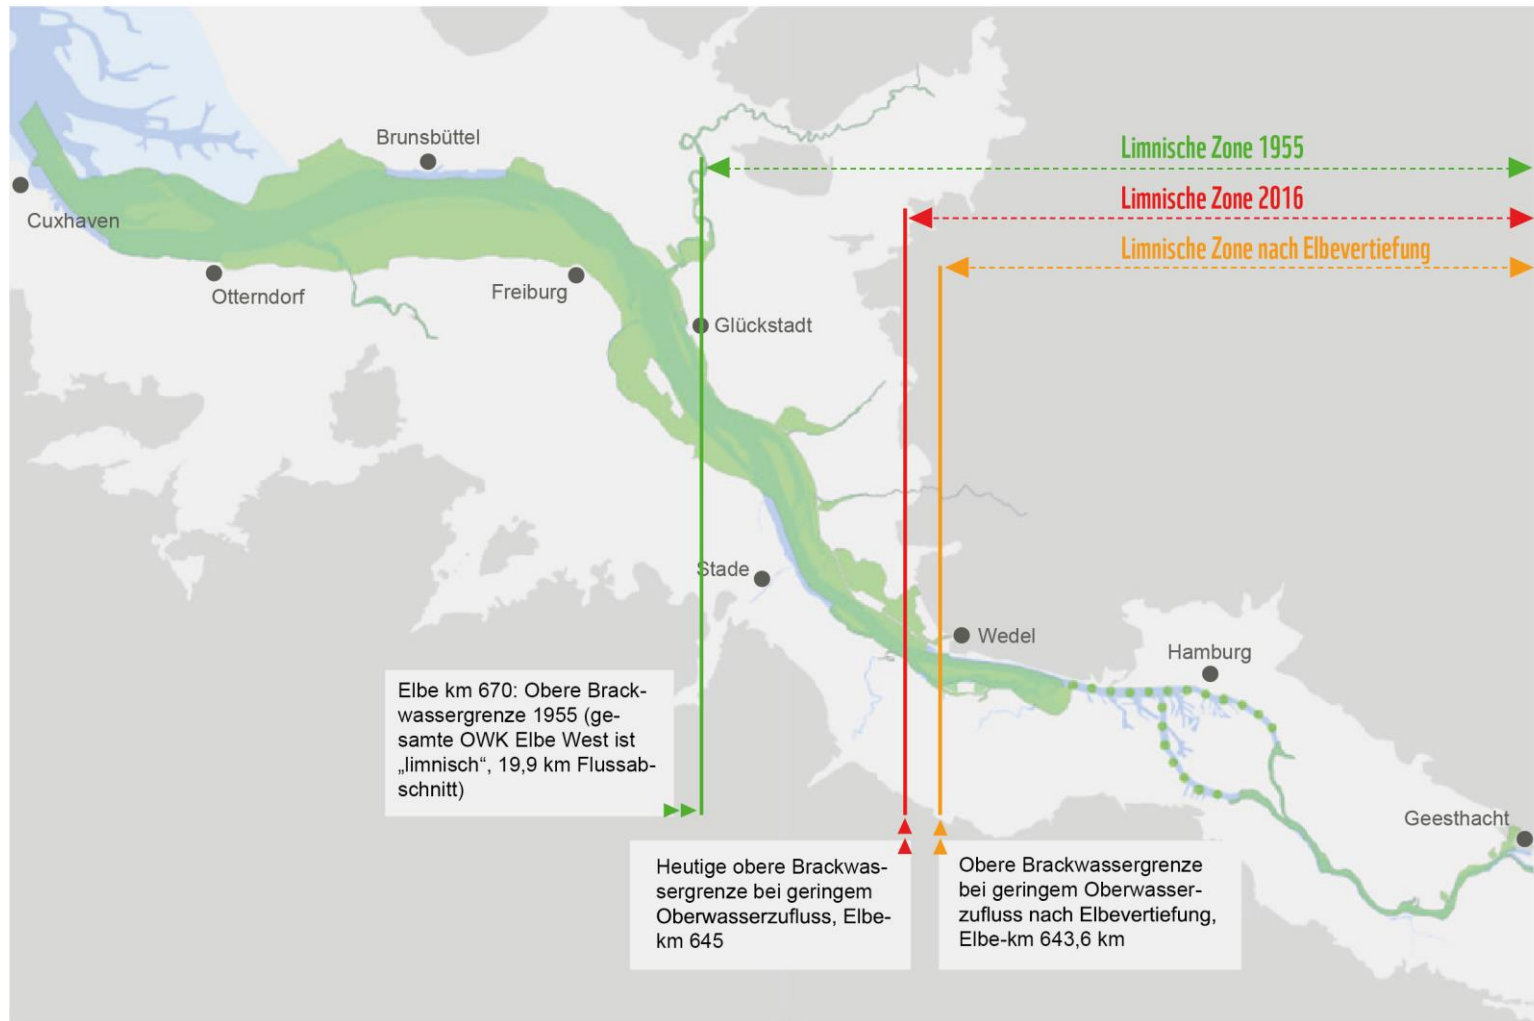 Brunsbüttel
Limnische Zone 1955
Cuxhaven
Limnische Zone 2016
Limnische Zone nach Elbevertiefung
Otterndorf
Freiburg
Glückstadt
Stade
Wedel
Hamburg
Elbe km 670: Obere Brack-
wassergrenze 1955 (ge-
samte OWK Elbe West ist
„limnisch“, 19,9 km Flussab-
schnitt)
Geesthacht
Heutige obere Brackwas-
sergrenze bei geringem
Oberwasserzufluss, Elbe-
km 645
Obere Brackwassergrenze
bei geringem Oberwasser-
zufluss nach Elbevertiefung,
Elbe-km 643,6 km